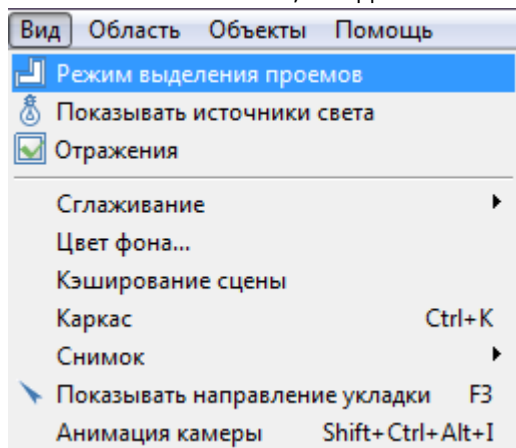 Вид Область Объекты Помощь
Режим выделения проемов
Показывать источники света
Отражения
Сглаживание
Цвет фона...
Кэширование сцены
Каркас Ctrl+K
Снимок
Показывать направление укладки F3
Анимация камеры Shift+Ctrl+Alt+I